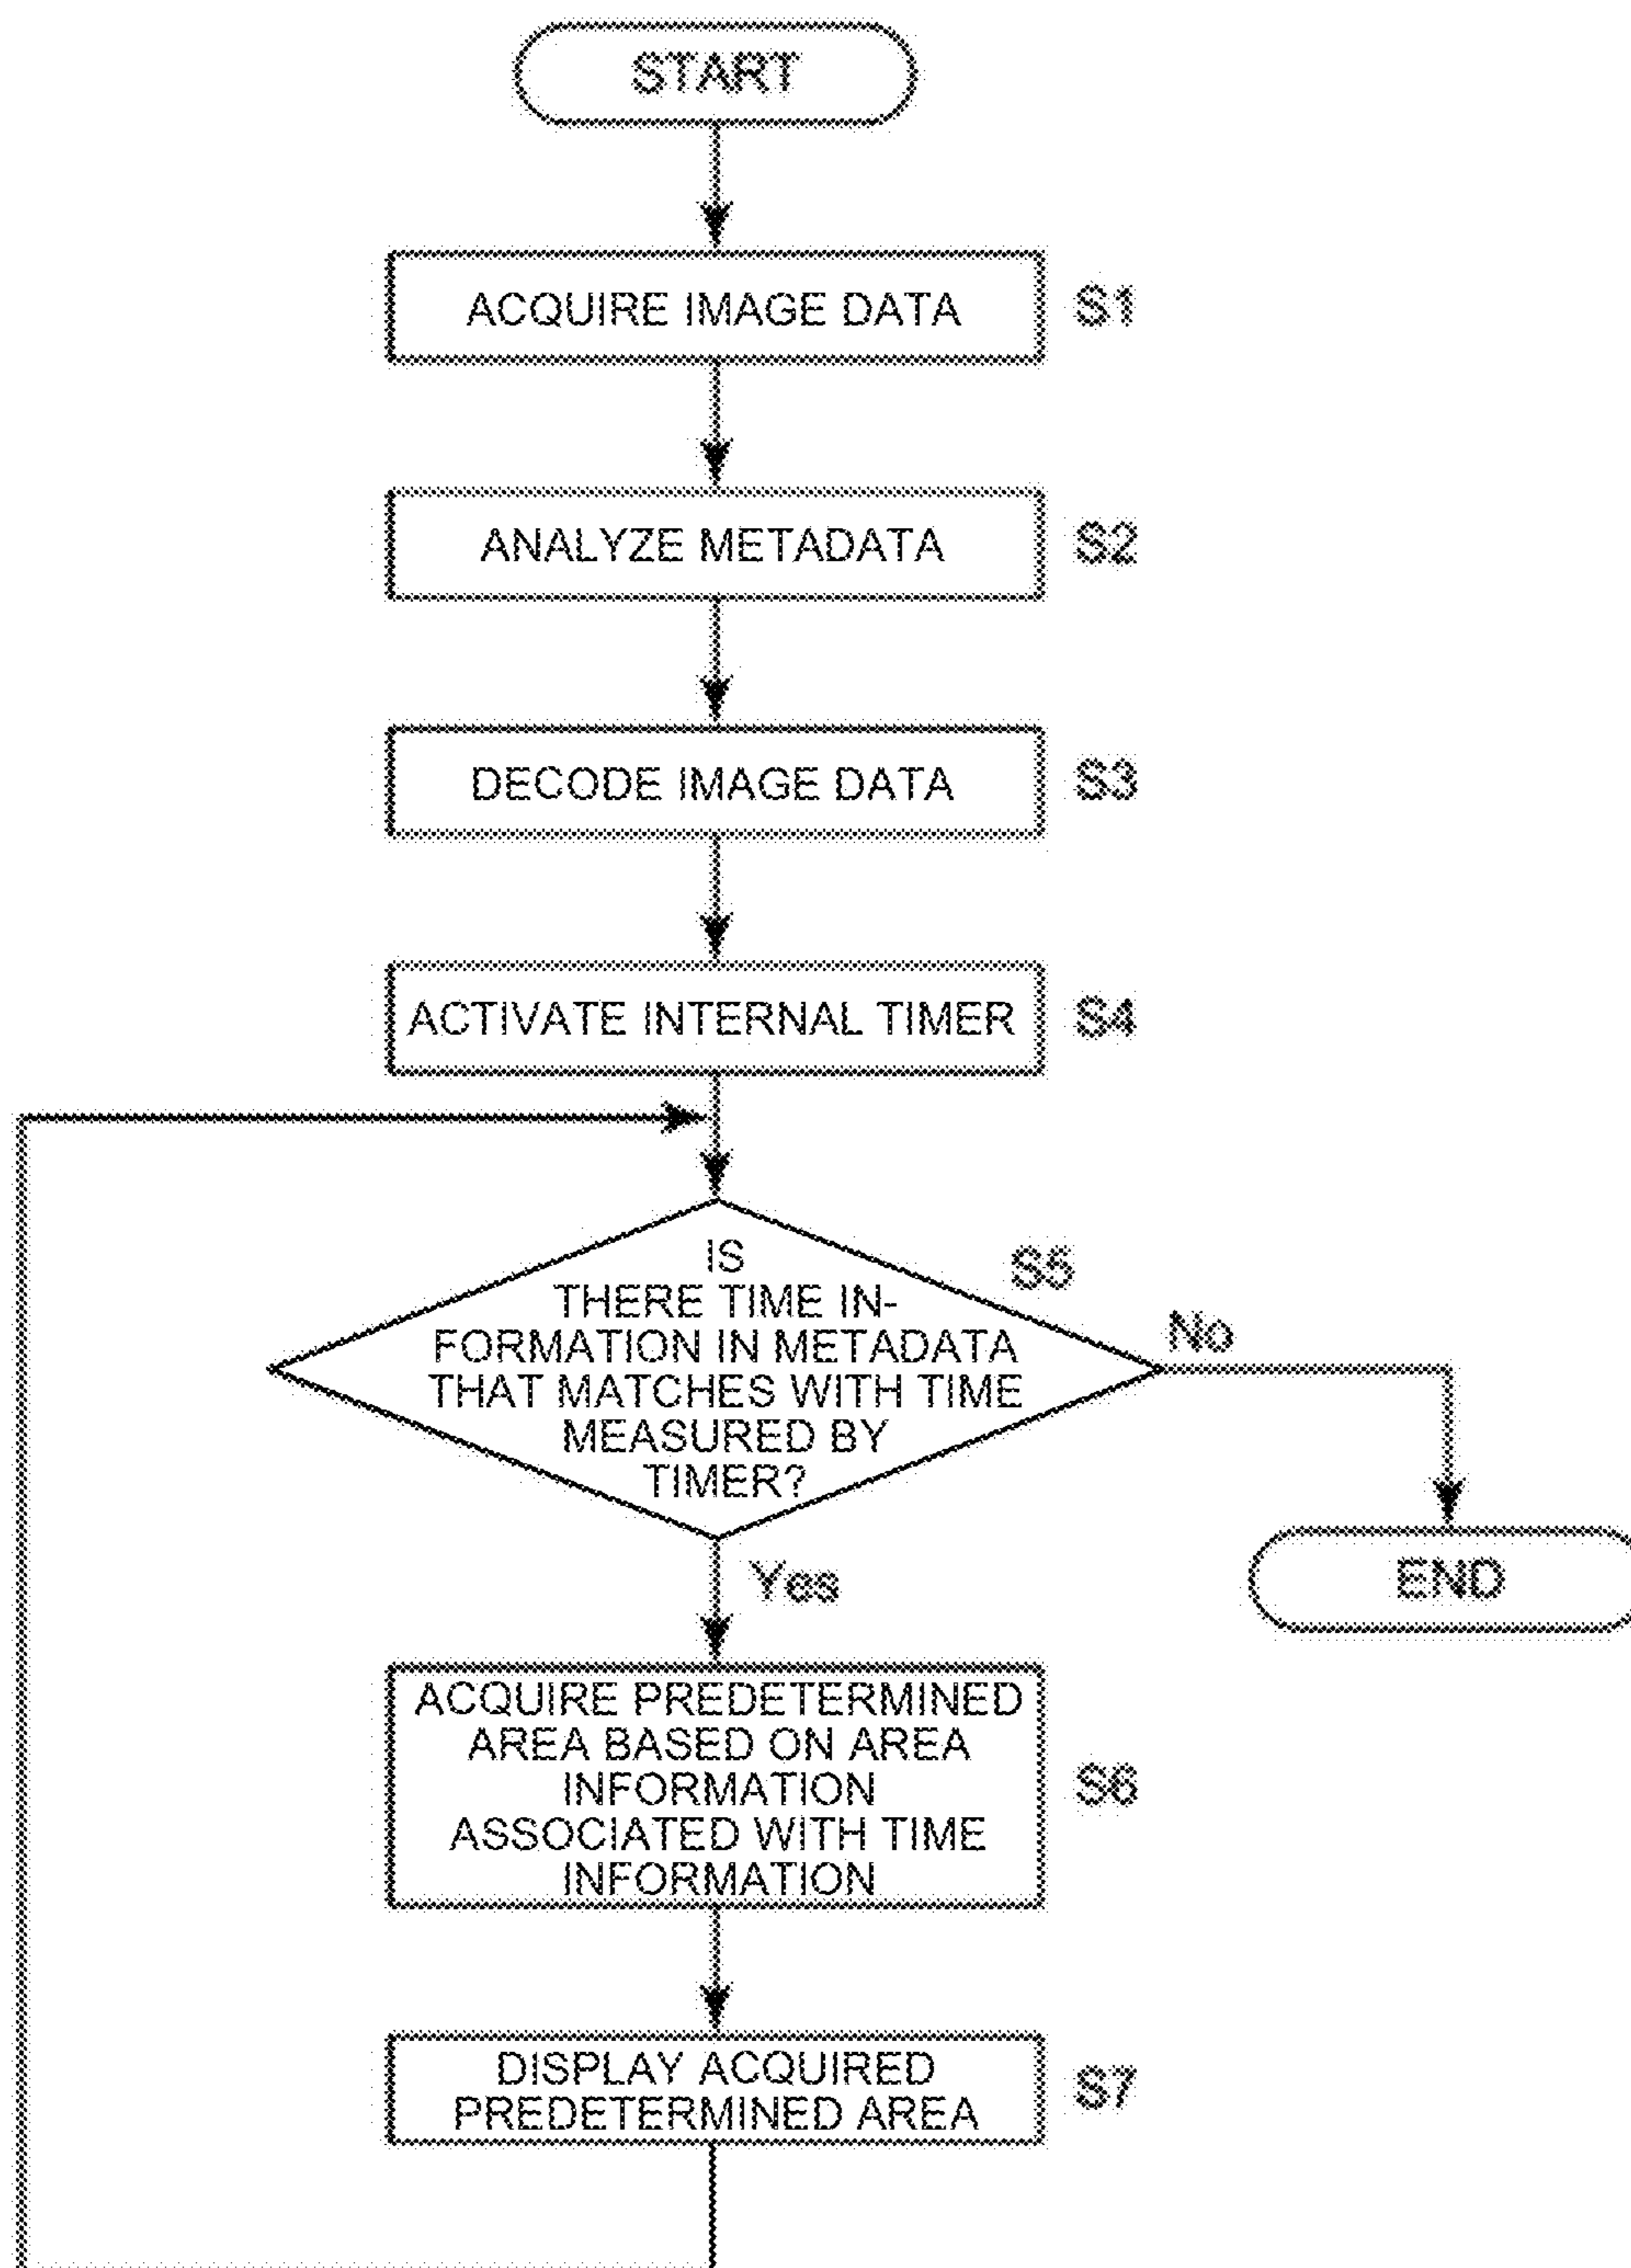 START
ACQUIRE IMAGE DATA
S1
ANALYZE METADATA
S2
DECODE IMAGE DATA
S3
ACTIVATE INTERNAL TIMER
S4
IS
THERE TIME IN-
FORMATION IN METADATA
THAT MATCHES WITH TIME
MEASURED BY
TIMER?
S5
No
Yes
END
ACQUIRE PREDETERMINED
AREA BASED ON AREA
INFORMATION
ASSOCIATED WITH TIME
INFORMATION
S6
DISPLAY ACQUIRED
PREDETERMINED AREA
S7